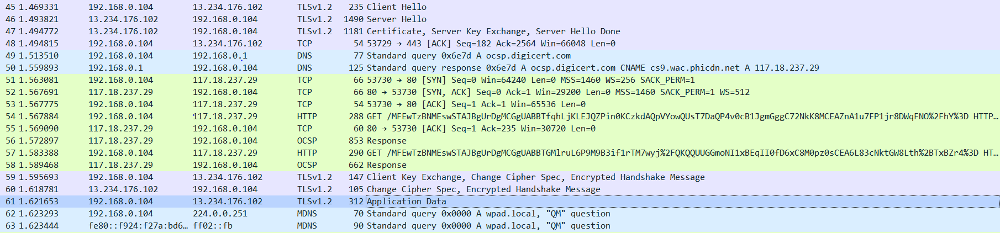 45 1.469331 192.168.0.104 13.234.176.102 TLSv1.2 235 Client Hello
46 1.493821 13.234.176.102 192.168.0.104 TLSv1.2 1490 Server Hello
47 1.494772 13.234.176.102 192.168.0.104 TLSv1.2 1181 Certificate, Server Key Exchange, Server Hello Done
48 1.494815 192.168.0.104 13.234.176.102 TCP 54 53729 → 443 [ACK] Seq=182 Ack=2564 Win=66048 Len=0
49 1.513510 192.168.0.104 192.168.0.1 DNS 77 Standard query 0x6e7d A ocsp.digicert.com
50 1.559893 192.168.0.1 192.168.0.104 DNS 125 Standard query response 0x6e7d A ocsp.digicert.com CNAME cs9.wac.phicdn.net A 117.18.237.29
51 1.563081 192.168.0.104 117.18.237.29 TCP 66 53730 → 80 [SYN] Seq=0 Win=64240 Len=0 MSS=1460 WS=256 SACK_PERM=1
52 1.567691 117.18.237.29 192.168.0.104 TCP 66 80 → 53730 [SYN, ACK] Seq=0 Ack=1 Win=29200 Len=0 MSS=1460 SACK_PERM=1 WS=512
53 1.567775 192.168.0.104 117.18.237.29 TCP 54 53730 → 80 [ACK] Seq=1 Ack=1 Win=65536 Len=0
54 1.567884 192.168.0.104 117.18.237.29 HTTP 288 GET /MFEwTzBNMEswSTAJBgUrDgMCGgUABBTfqhLjKLEJQZPin0KCzkdAQpVYowQUsT7DaQP4v0cB1JgmGggC72NkK8MCEAZnA1u7FP1jr8DWqFNO%2FhY%3D HTTP…
55 1.569090 117.18.237.29 192.168.0.104 TCP 60 80 → 53730 [ACK] Seq=1 Ack=235 Win=30720 Len=0
56 1.572897 117.18.237.29 192.168.0.104 OCSP 853 Response
57 1.583388 192.168.0.104 117.18.237.29 HTTP 290 GET /MFEwTzBNMEswSTAJBgUrDgMCGgUABBTGMlruL6P9M9B3if1rTM7wyj%2FQKQQUUGGmoNI1xBEqII0fD6xC8M0pz0sCEA6L83cNktGW8Lth%2BTxBZr4%3D HT…
58 1.589468 117.18.237.29 192.168.0.104 OCSP 662 Response
59 1.595693 192.168.0.104 13.234.176.102 TLSv1.2 147 Client Key Exchange, Change Cipher Spec, Encrypted Handshake Message
60 1.618781 13.234.176.102 192.168.0.104 TLSv1.2 105 Change Cipher Spec, Encrypted Handshake Message
61 1.621653 192.168.0.104 13.234.176.102 TLSv1.2 312 Application Data
62 1.623293 192.168.0.104 224.0.0.251 MDNS 70 Standard query 0x0000 A wpad.local, "QM" question
63 1.623444 fe80::f924:f27a:bd6… ff02::fb MDNS 90 Standard query 0x0000 A wpad.local, "QM" question